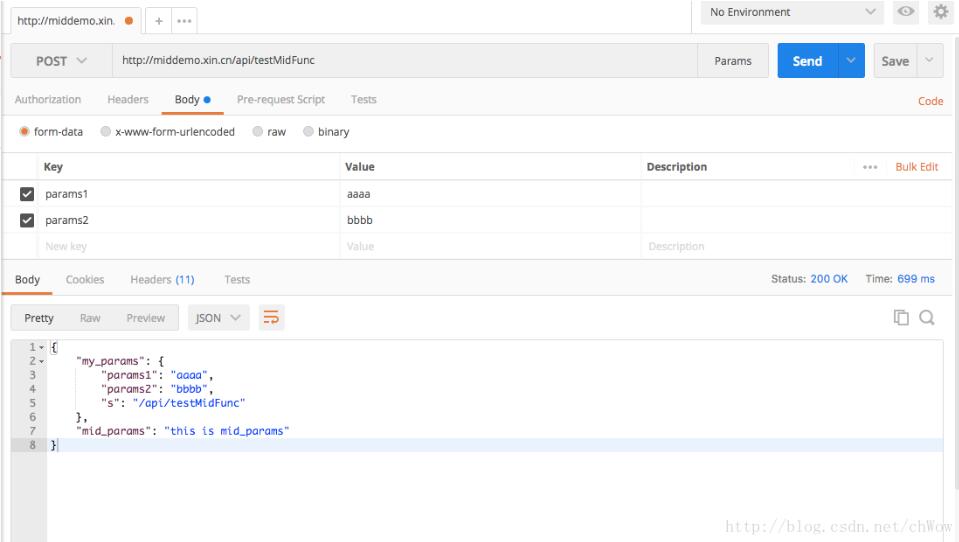 http://middemo.xin. + ••• No Environment
POST http://middemo.xin.cn/api/testMidFunc Params Send Save
Authorization Headers Body Pre-request Script Tests Code
form-data x-www-form-urlencoded raw binary
Key Value Description ••• Bulk Edit
params1 aaaa
params2 bbbb
New key Value Description
Body Cookies Headers (11) Tests Status: 200 OK Time: 699 ms
Pretty Raw Preview JSON
1 {
2 "my_params": {
3 "params1": "aaaa",
4 "params2": "bbbb",
5 "s": "/api/testMidFunc"
6 },
7 "mid_params": "this is mid_params"
8 }
http://blog.csdn.net/chWow